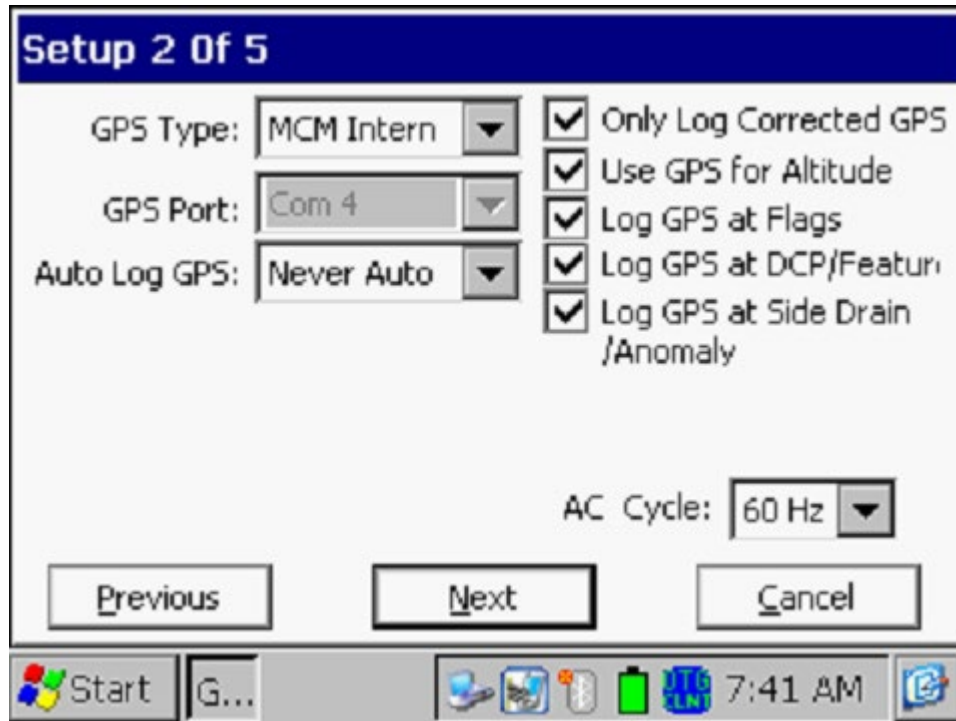 Setup 2 Of 5
GPS Type: MCM Intern
GPS Port: Com 4
Auto Log GPS: Never Auto
Only Log Corrected GPS
Use GPS for Altitude
Log GPS at Flags
Log GPS at DCP/Featur
Log GPS at Side Drain
/Anomaly
AC Cycle: 60 Hz
Previous Next Cancel
Start G... DTG 7:41 AM
CLNT